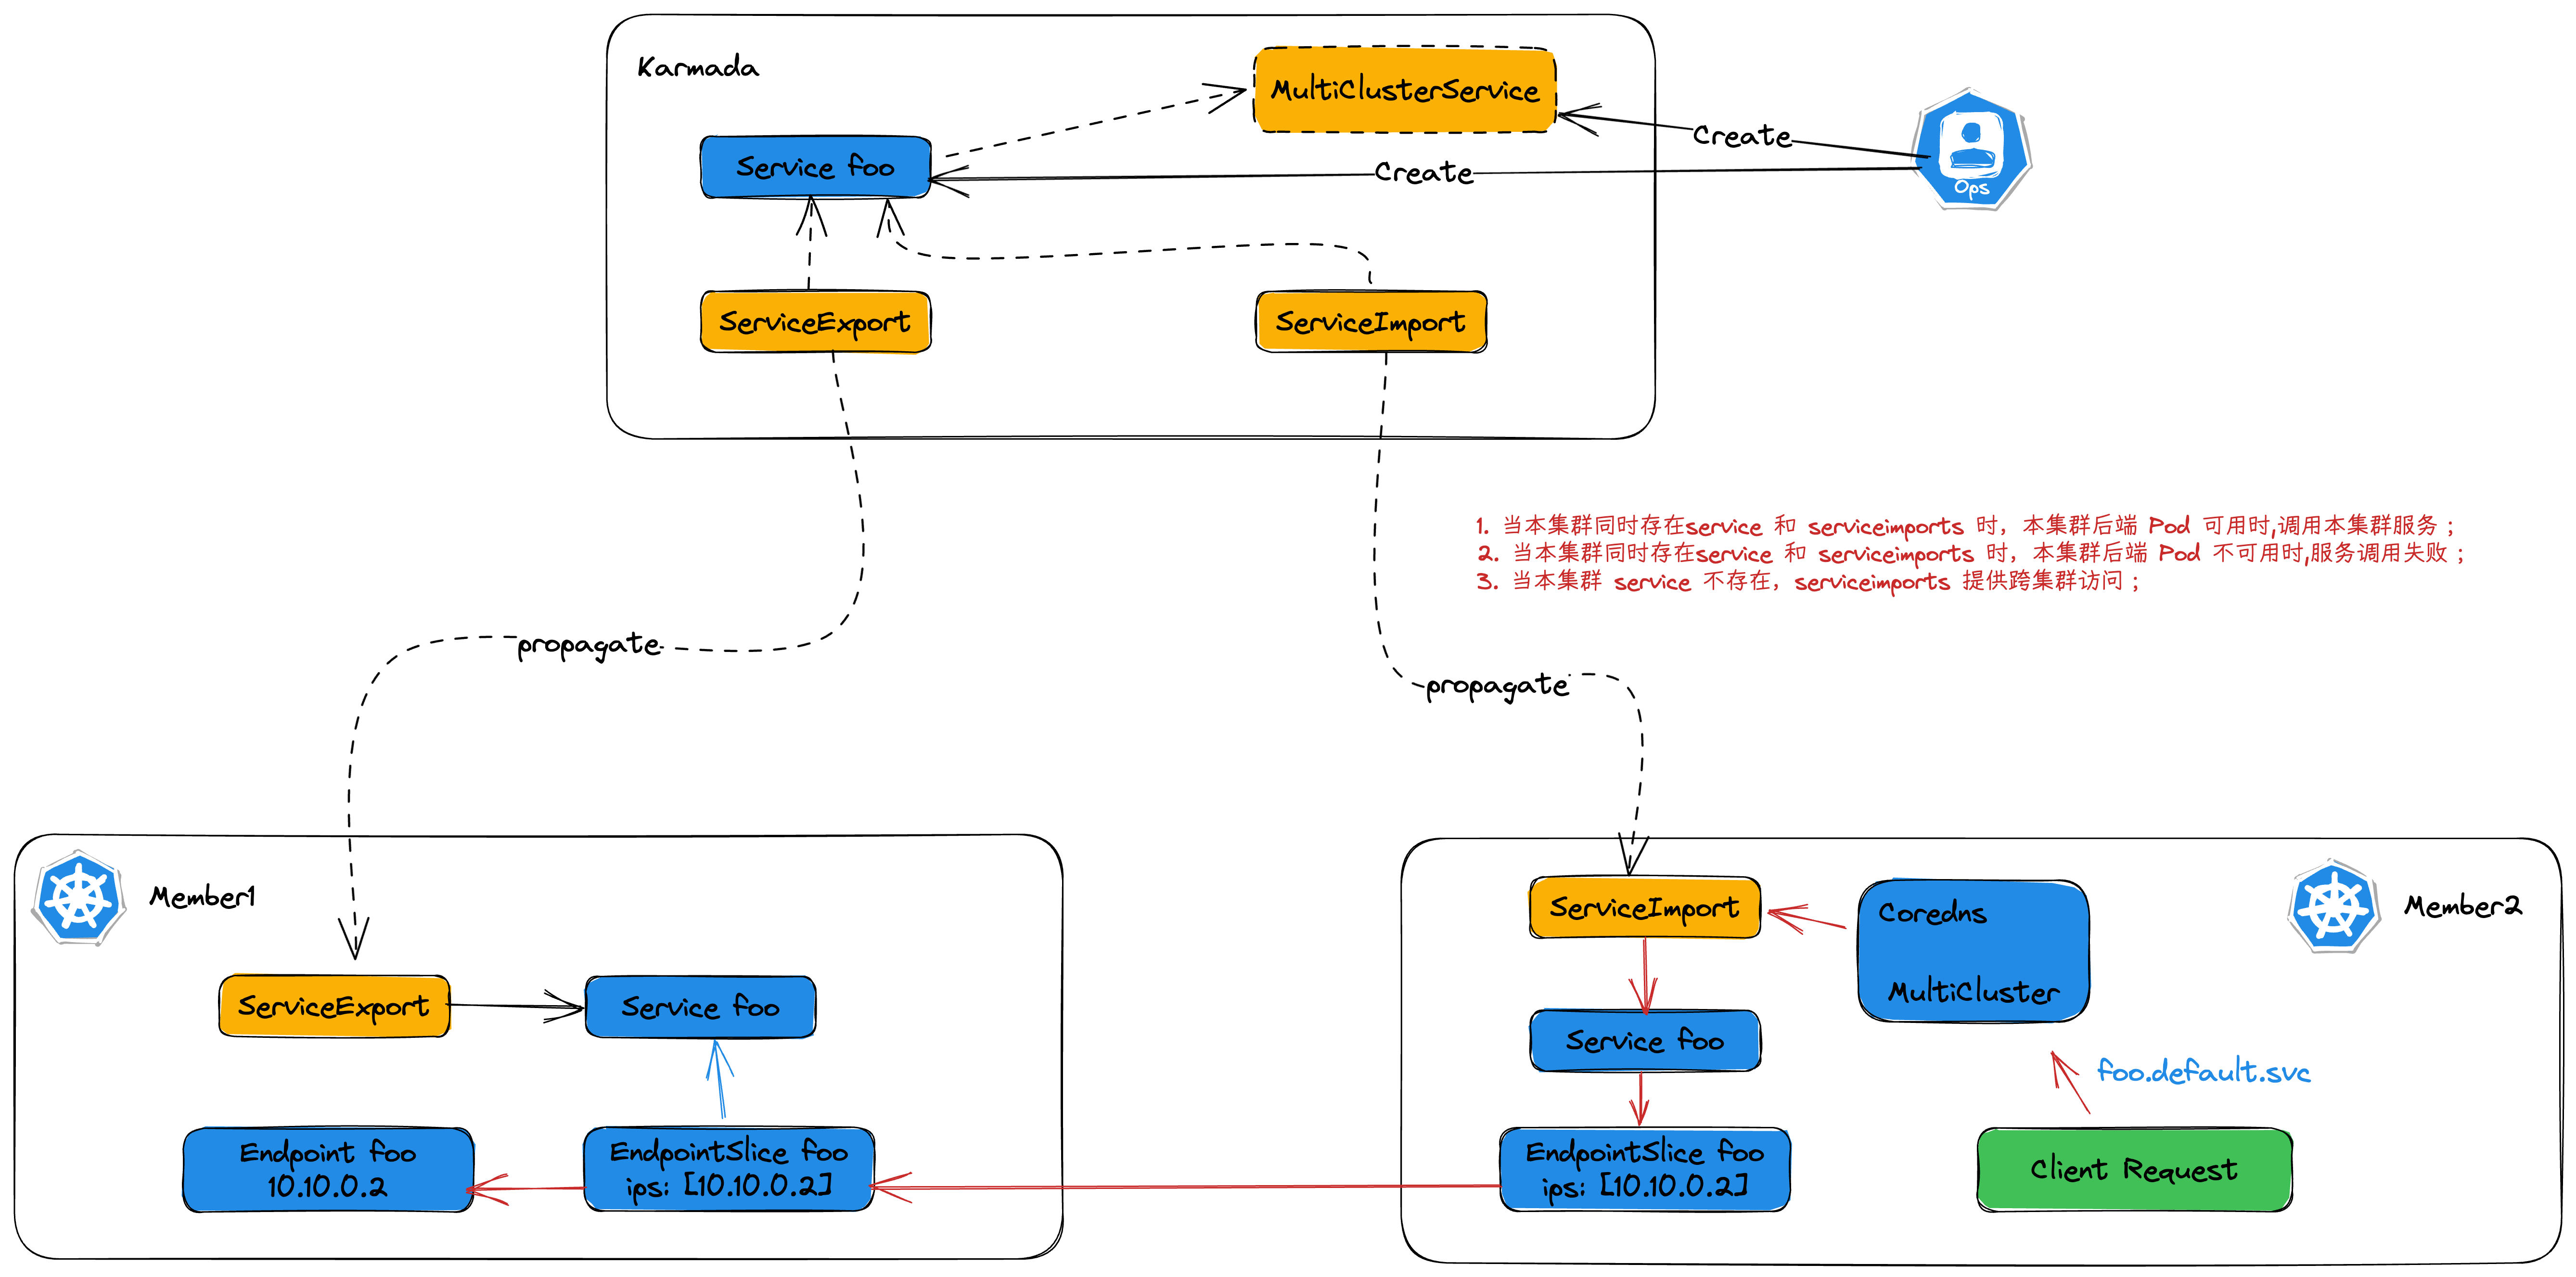 Karmada
MultiClusterService
Create
Service foo
Create
Ops
ServiceExport
ServiceImport
1. 当本集群同时存在service 和 serviceimports 时，本集群后端 Pod 可用时,调用本集群服务；
2. 当本集群同时存在service 和 serviceimports 时，本集群后端 Pod 不可用时,服务调用失败；
3. 当本集群 service 不存在，serviceimports 提供跨集群访问；
propagate
propagate
Member1
ServiceExport
Service foo
Endpoint foo
10.10.0.2
EndpointSlice foo
ips: [10.10.0.2]
ServiceImport
Coredns
MultiCluster
Member2
Service foo
foo.default.svc
EndpointSlice foo
ips: [10.10.0.2]
Client Request